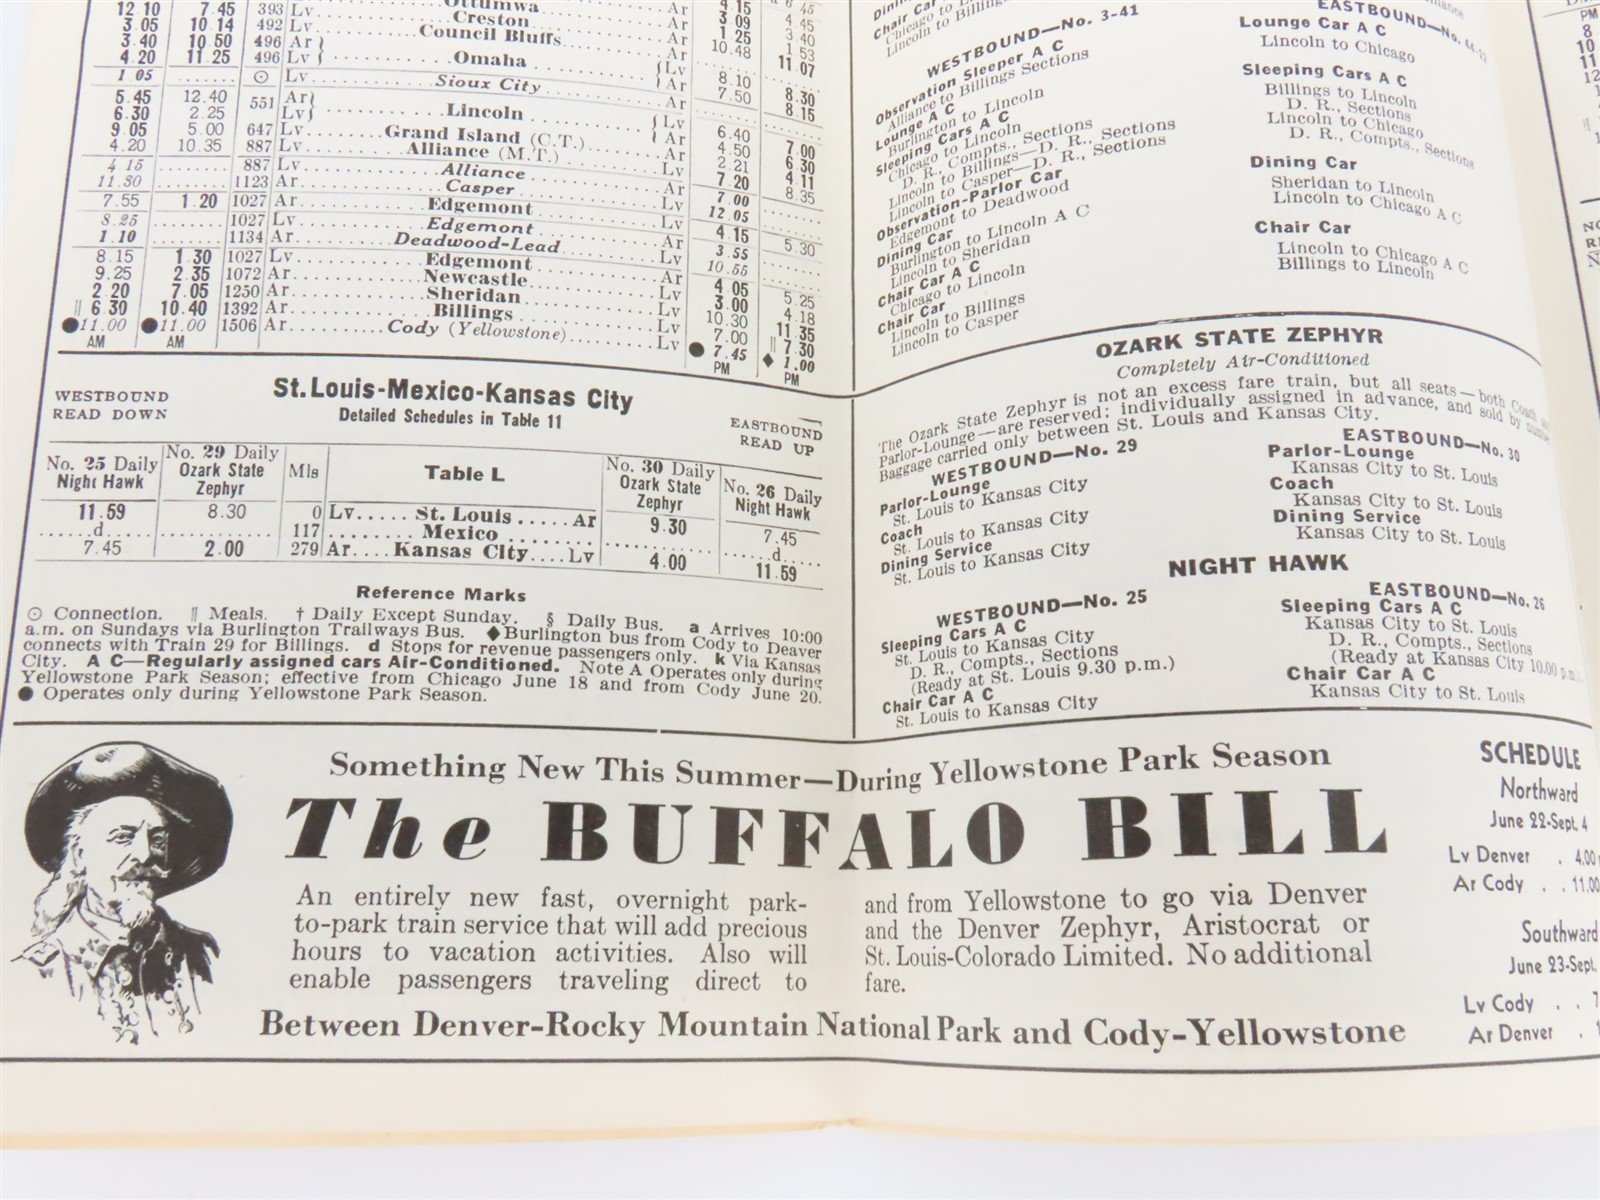 Ottumwa Ar 4 15
12 10 7 45 393 Lv Creston Ar 3 09 4 45
3.05 10.14 492 Lv Council Bluffs Ar 1 25 3.40
3.40 10.50 496 Ar Omaha Lv 10.48 1.53
4.20 11.25 496 Lv Ar 8.10 11.07
1.05 ........ ⊙ Lv Sioux City Ar 7.50 8.30
5.45 12.40 551 Ar Lincoln Lv 6.40 8.15
6.30 2.25 Lv Ar 4.50 7.00
9.05 5.00 647 Lv Grand Island (C.T.) Ar 2.21 6.30
4.20 10.35 887 Lv Alliance (M.T.) Lv 7.20 4 11
4 15 ........ 887 Lv Alliance Ar 7.00 8.35
11.30 ........ 1123 Ar Casper Lv 12.05
7.55 1.20 1027 Ar Edgemont Lv 4.15
8.25 ........ 1027 Lv Edgemont Ar 3.55 5.30
1.10 ........ 1134 Ar Deadwood-Lead Lv 10.55
8.15 1.30 1027 Lv Edgemont Ar 4.05
9.25 2.35 1072 Ar Newcastle Lv 3.00 5.25
2.20 7.05 1250 Ar Sheridan Lv 10.30 4.18
|| 6.30 10.40 1392 Ar Billings Lv 7.00 11.35
●11.00 ●11.00 1506 Ar Cody (Yellowstone) Lv ● 7.45 || 7.30
♦ 1.00
AM AM PM PM
WESTBOUND
READ DOWN
St. Louis-Mexico-Kansas City
Detailed Schedules in Table 11
EASTBOUND
READ UP
No. 25 Daily Night Hawk
No. 29 Daily Ozark State Zephyr
Mls
Table L
No. 30 Daily Ozark State Zephyr
No. 26 Daily Night Hawk
11.59 8.30 0 Lv..... St. Louis ..... Ar 9.30 7.45
......d...... ............ 117 ........ Mexico ........ ............ ......d......
7.45 2.00 279 Ar.... Kansas City.... Lv 4.00 11.59
Reference Marks
⊙ Connection. || Meals. † Daily Except Sunday. § Daily Bus. a Arrives 10:00
a.m. on Sundays via Burlington Trailways Bus. ♦Burlington bus from Cody to Deaver
connects with Train 29 for Billings. d Stops for revenue passengers only. k Via Kansas
City. A C—Regularly assigned cars Air-Conditioned. Note A Operates only during
Yellowstone Park Season; effective from Chicago June 18 and from Cody June 20.
● Operates only during Yellowstone Park Season.
Dining Car
Chair Car
Chicago to Lincoln
Lincoln to Billings
WESTBOUND—No. 3-41
Observation Sleeper A C
Alliance to Billings Sections
Lounge A C
Burlington to Lincoln
Sleeping Cars A C
Chicago to Lincoln
D. R., Compts., Sections
Lincoln to Billings—D. R., Sections
Lincoln to Casper—D. R., Sections
Observation-Parlor Car
Edgemont to Deadwood
Dining Car
Burlington to Lincoln A C
Lincoln to Sheridan
Chair Car A C
Chicago to Lincoln
Chair Car
Lincoln to Billings
Lincoln to Casper
EASTBOUND—No. 44-12
Lounge Car A C
Lincoln to Chicago
Sleeping Cars A C
Billings to Lincoln
D. R., Sections
Lincoln to Chicago
D. R., Compts., Sections
Dining Car
Sheridan to Lincoln
Lincoln to Chicago A C
Chair Car
Lincoln to Chicago A C
Billings to Lincoln
OZARK STATE ZEPHYR
Completely Air-Conditioned
The Ozark State Zephyr is not an excess fare train, but all seats—both Coach and
Parlor-Lounge—are reserved; individually assigned in advance, and sold by number.
Baggage carried only between St. Louis and Kansas City.
WESTBOUND—No. 29
Parlor-Lounge
St. Louis to Kansas City
Coach
St. Louis to Kansas City
Dining Service
St. Louis to Kansas City
EASTBOUND—No. 30
Parlor-Lounge
Kansas City to St. Louis
Coach
Kansas City to St. Louis
Dining Service
Kansas City to St. Louis
NIGHT HAWK
WESTBOUND—No. 25
Sleeping Cars A C
St. Louis to Kansas City
D. R., Compts., Sections
(Ready at St. Louis 9.30 p.m.)
Chair Car A C
St. Louis to Kansas City
EASTBOUND—No. 26
Sleeping Cars A C
Kansas City to St. Louis
D. R., Compts., Sections
(Ready at Kansas City 10.00 p.m.)
Chair Car A C
Kansas City to St. Louis
Something New This Summer—During Yellowstone Park Season
The BUFFALO BILL
An entirely new fast, overnight park-
to-park train service that will add precious
hours to vacation activities. Also will
enable passengers traveling direct to
and from Yellowstone to go via Denver
and the Denver Zephyr, Aristocrat or
St. Louis-Colorado Limited. No additional
fare.
Between Denver-Rocky Mountain National Park and Cody-Yellowstone
SCHEDULE
Northward
June 22-Sept. 4
Lv Denver . 4.00
Ar Cody . . 11.00
Southward
June 23-Sept.
Lv Cody . . 7
Ar Denver .